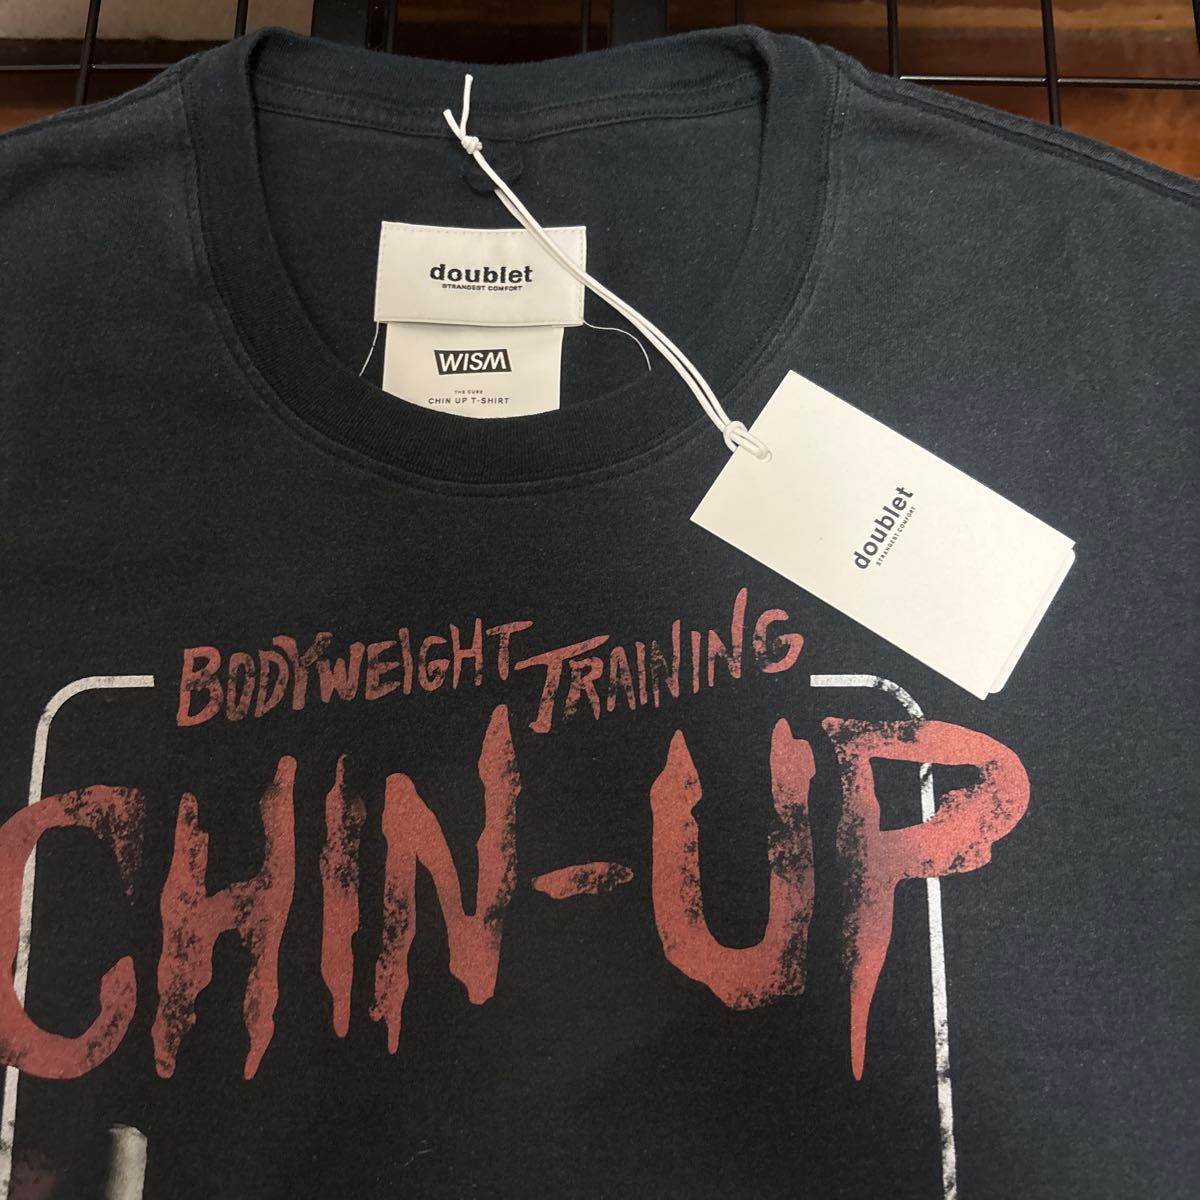 doublet
STRANGEST COMFORT
WISM
THE CURE
CHIN UP T-SHIRT
doublet
STRANGEST COMFORT
BODYWEIGHT TRAINING
CHIN-UP